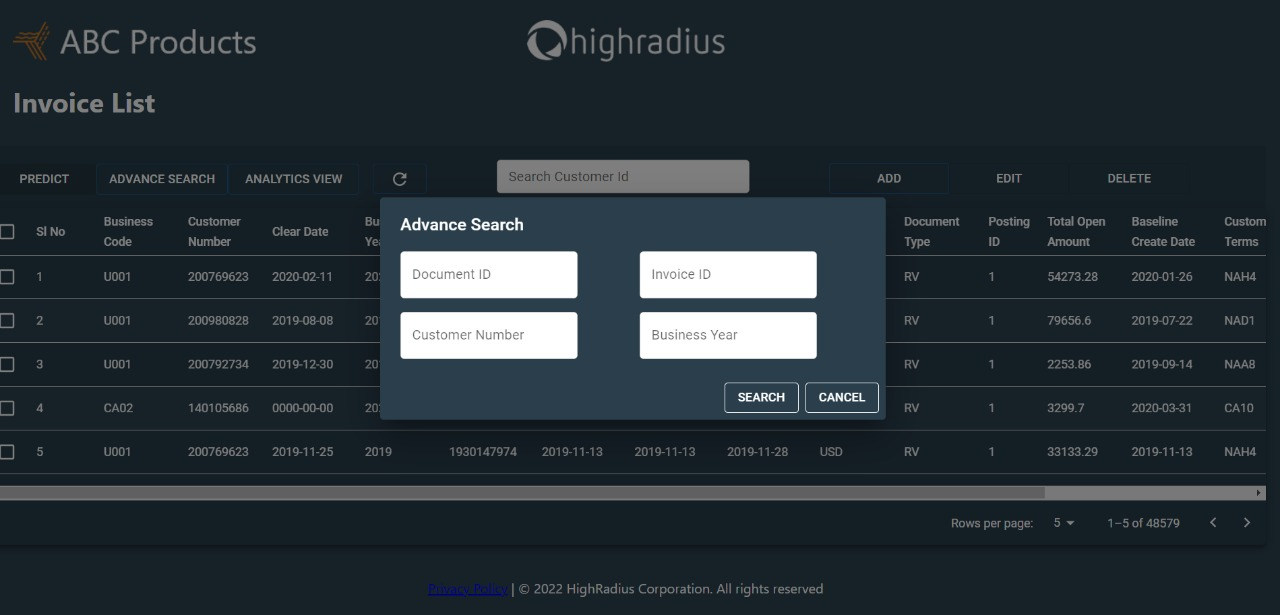 ABC Products
highradius
Invoice List
PREDICT ADVANCE SEARCH ANALYTICS VIEW Search Customer Id ADD EDIT DELETE
Sl No Business Code Customer Number Clear Date Document Type Posting ID Total Open Amount Baseline Create Date Custom Terms
1 U001 200769623 2020-02-11 RV 1 54273.28 2020-01-26 NAH4
2 U001 200980828 2019-08-08 RV 1 79656.6 2019-07-22 NAD1
3 U001 200792734 2019-12-30 RV 1 2253.86 2019-09-14 NAA8
4 CA02 140105686 0000-00-00 RV 1 3299.7 2020-03-31 CA10
5 U001 200769623 2019-11-25 2019 1930147974 2019-11-13 2019-11-13 2019-11-28 USD RV 1 33133.29 2019-11-13 NAH4
Advance Search
Document ID Invoice ID
Customer Number Business Year
SEARCH CANCEL
Rows per page: 5 1–5 of 48579
Privacy Policy | © 2022 HighRadius Corporation. All rights reserved